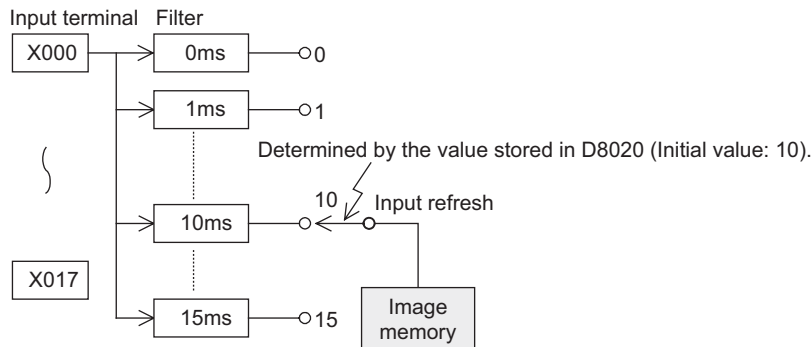 Input terminal Filter
X000 0ms 0
1ms 1
Determined by the value stored in D8020 (Initial value: 10).
10 Input refresh
10ms
X017
15ms 15
Image
memory